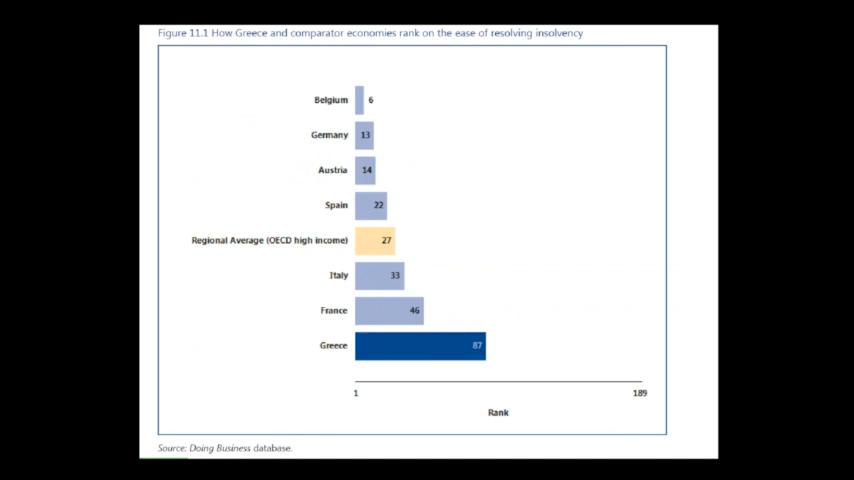 Figure 11.1 How Greece and comparator economies rank on the ease of resolving insolvency
Belgium 6
Germany 13
Austria 14
Spain 22
Regional Average (OECD high income) 27
Italy 33
France 46
Greece 87
1 189
Rank
Source: Doing Business database.